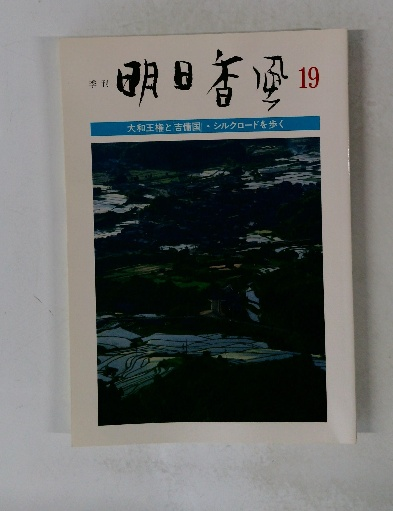 季刊 明日香風 19
大和王権と「吉備国」・シルクロードを歩く